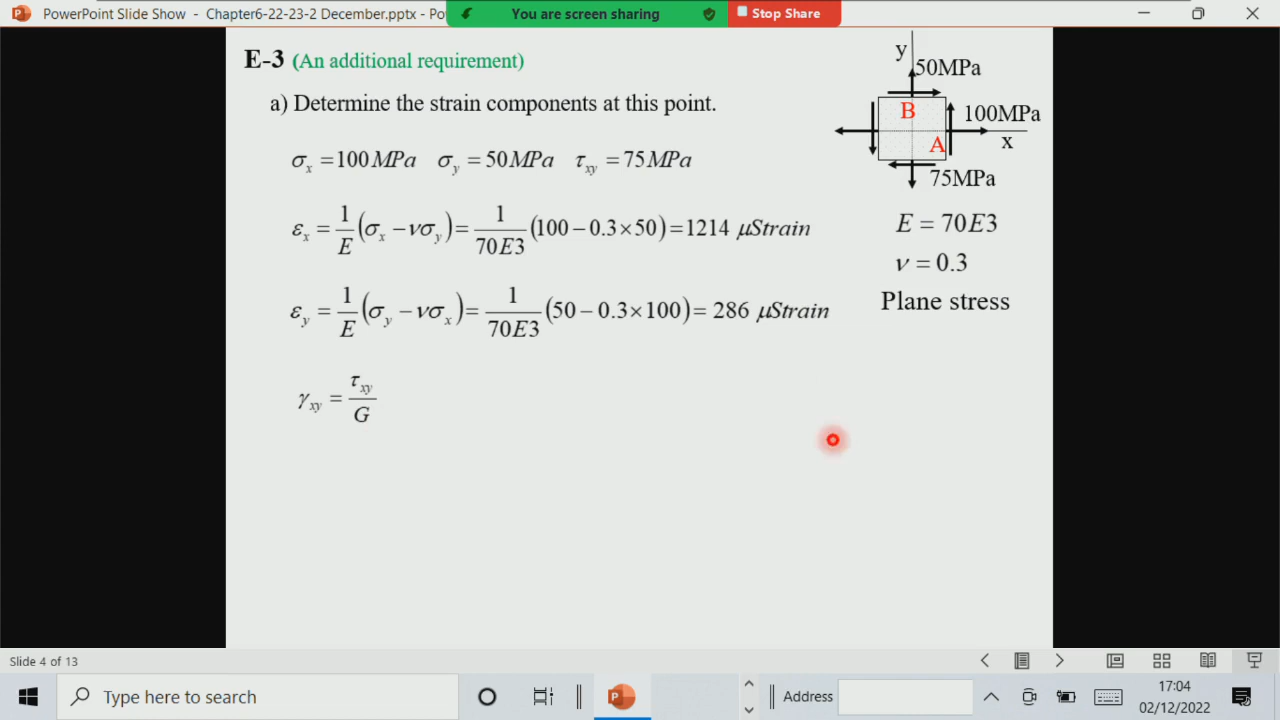 PowerPoint Slide Show - Chapter6-22-23-2 December.pptx - Po
You are screen sharing
Stop Share
E-3 (An additional requirement)
a) Determine the strain components at this point.
σx = 100 MPa σy = 50 MPa τxy = 75 MPa
εx = 1/E (σx − νσy) = 1/70E3 (100 − 0.3×50) = 1214 μStrain
εy = 1/E (σy − νσx) = 1/70E3 (50 − 0.3×100) = 286 μStrain
γxy = τxy/G
y
50MPa
B
100MPa
A
x
75MPa
E = 70E3
ν = 0.3
Plane stress
Slide 4 of 13
Type here to search
Address
17:04
02/12/2022